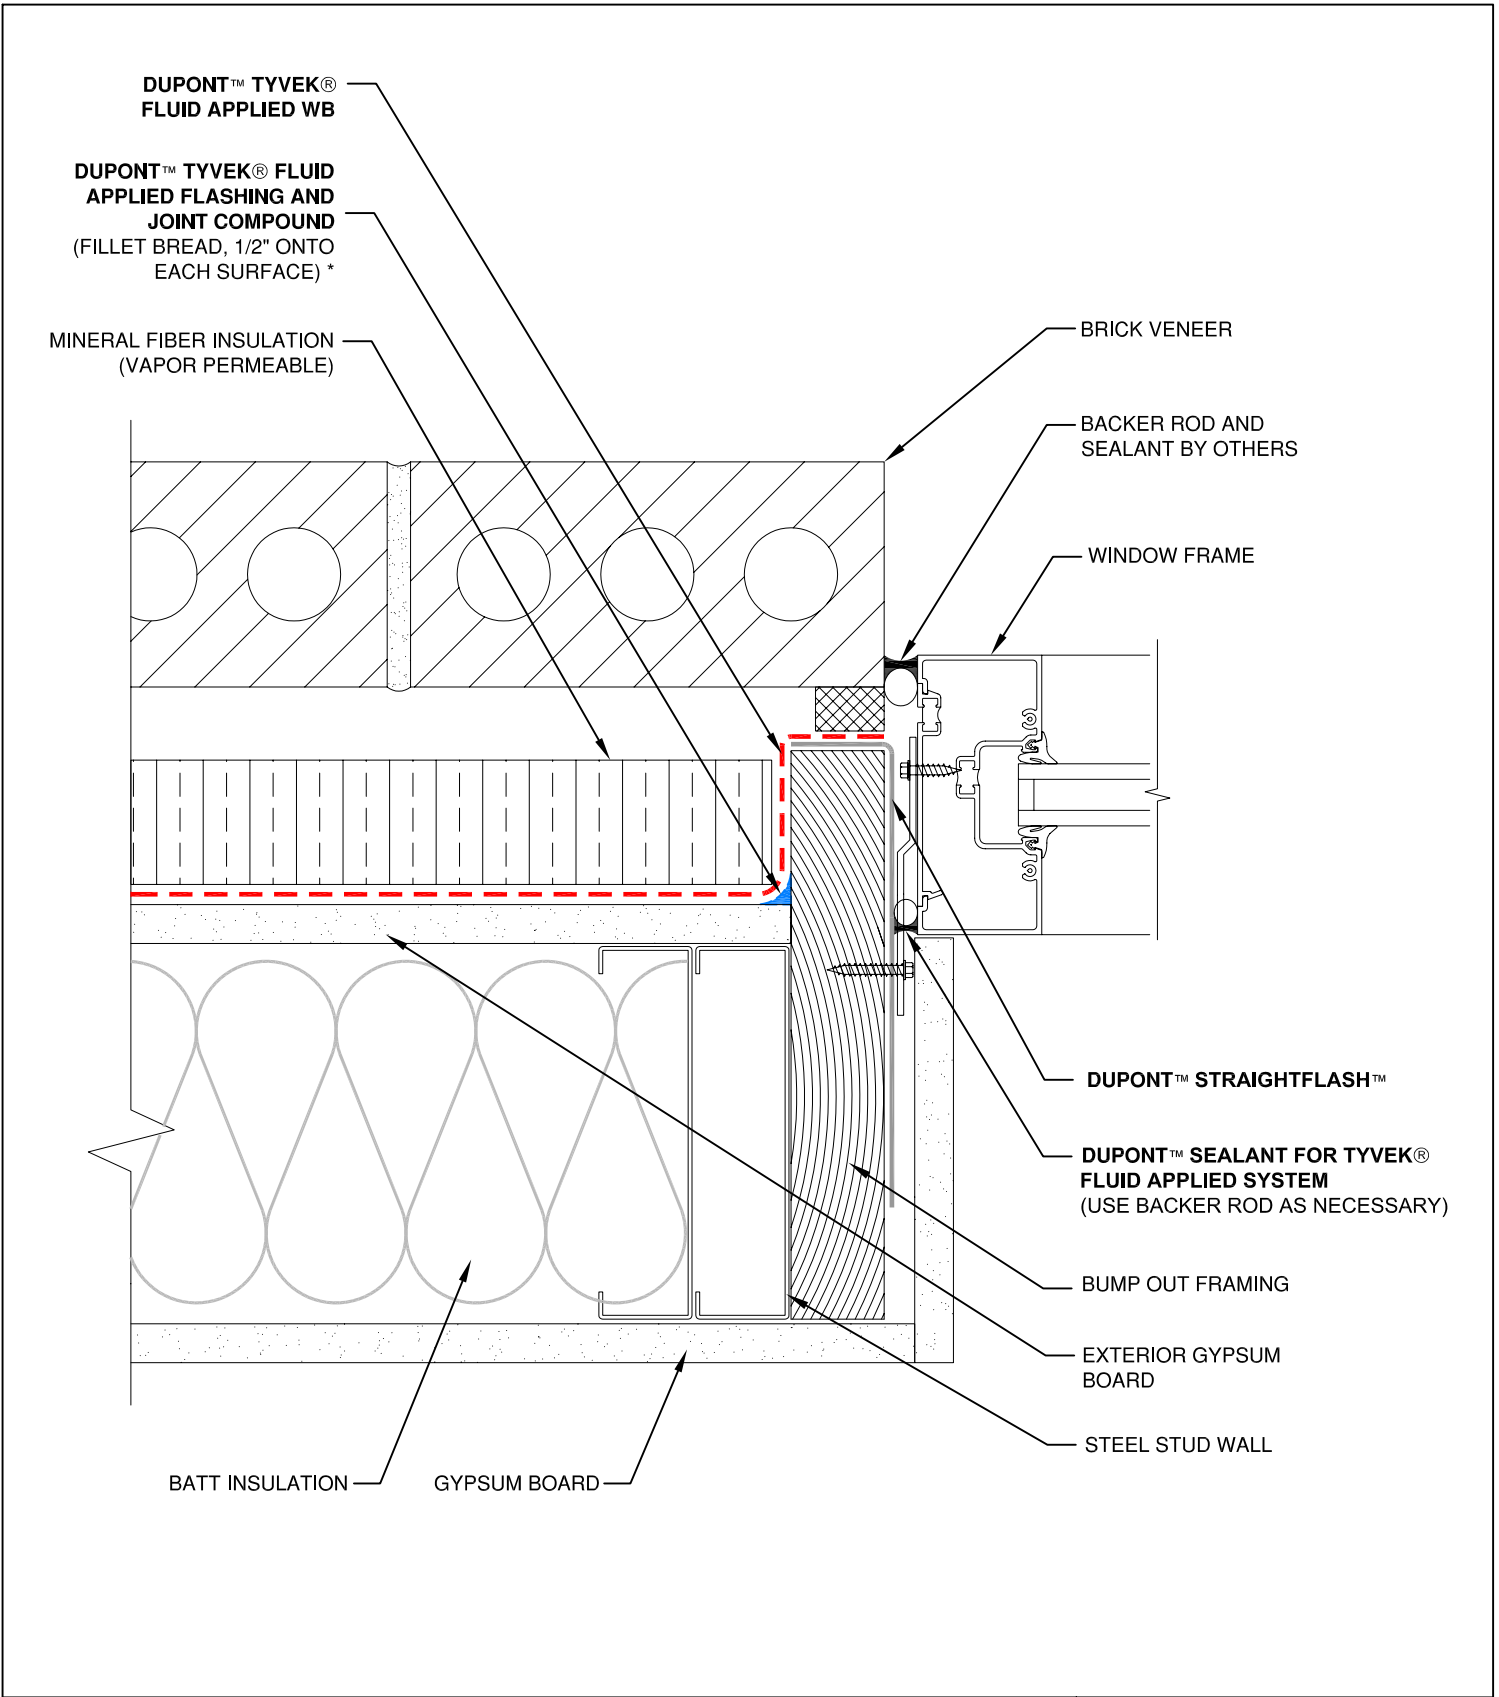 DUPONT™ TYVEK®
FLUID APPLIED WB
DUPONT™ TYVEK® FLUID
APPLIED FLASHING AND
JOINT COMPOUND
(FILLET BREAD, 1/2" ONTO
EACH SURFACE) *
MINERAL FIBER INSULATION
(VAPOR PERMEABLE)
BRICK VENEER
BACKER ROD AND
SEALANT BY OTHERS
WINDOW FRAME
DUPONT™ STRAIGHTFLASH™
DUPONT™ SEALANT FOR TYVEK®
FLUID APPLIED SYSTEM
(USE BACKER ROD AS NECESSARY)
BUMP OUT FRAMING
EXTERIOR GYPSUM
BOARD
STEEL STUD WALL
BATT INSULATION
GYPSUM BOARD